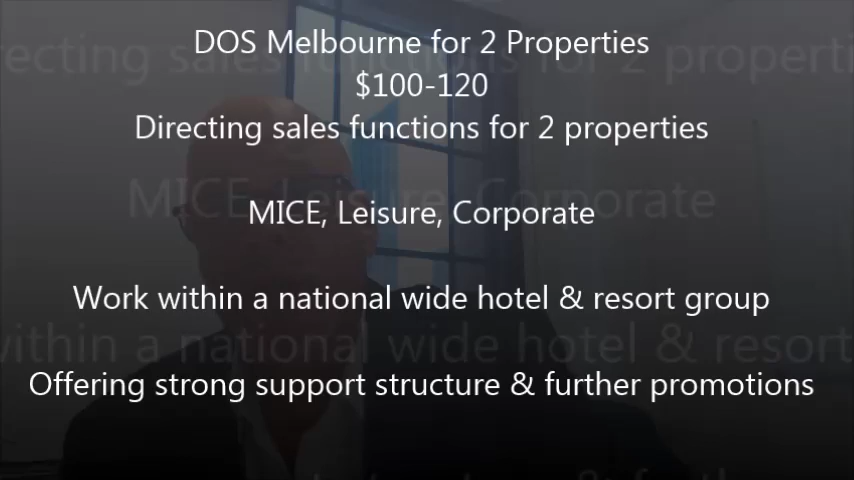 DOS Melbourne for 2 Properties
$100-120
Directing sales functions for 2 properties
MICE, Leisure, Corporate
Work within a national wide hotel & resort group
Offering strong support structure & further promotions